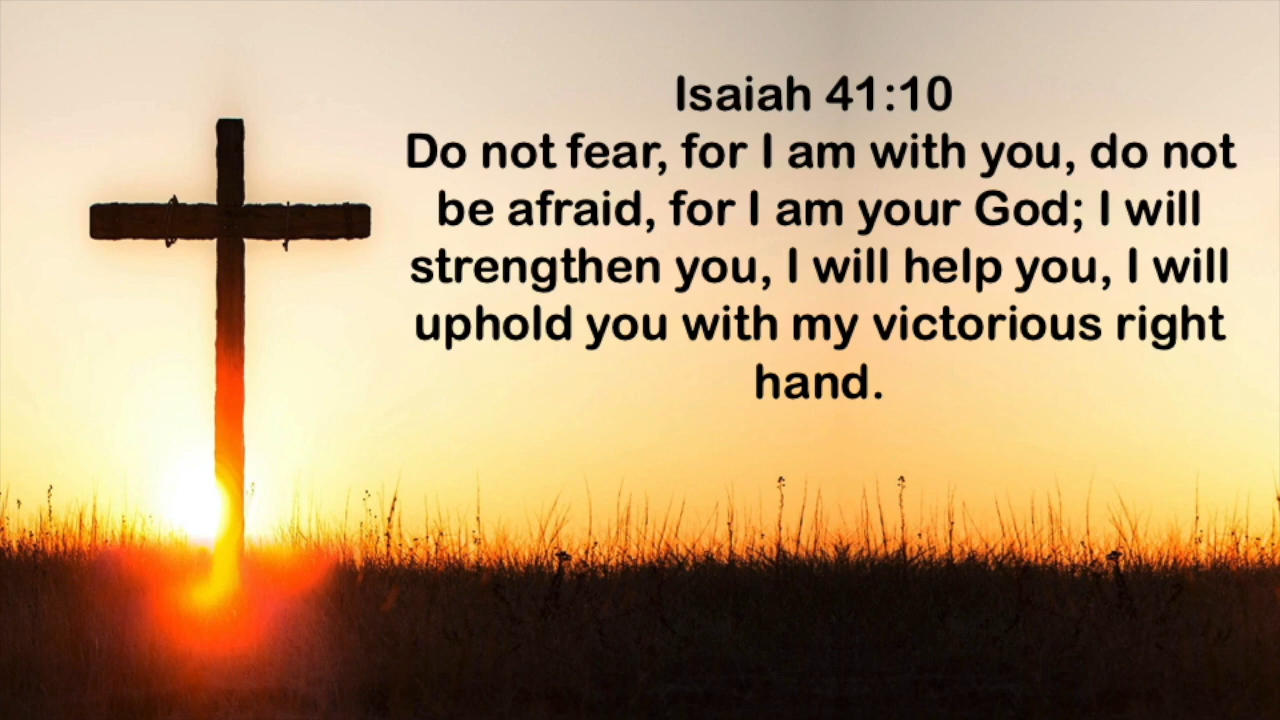 Isaiah 41:10
Do not fear, for I am with you, do not
be afraid, for I am your God; I will
strengthen you, I will help you, I will
uphold you with my victorious right
hand.